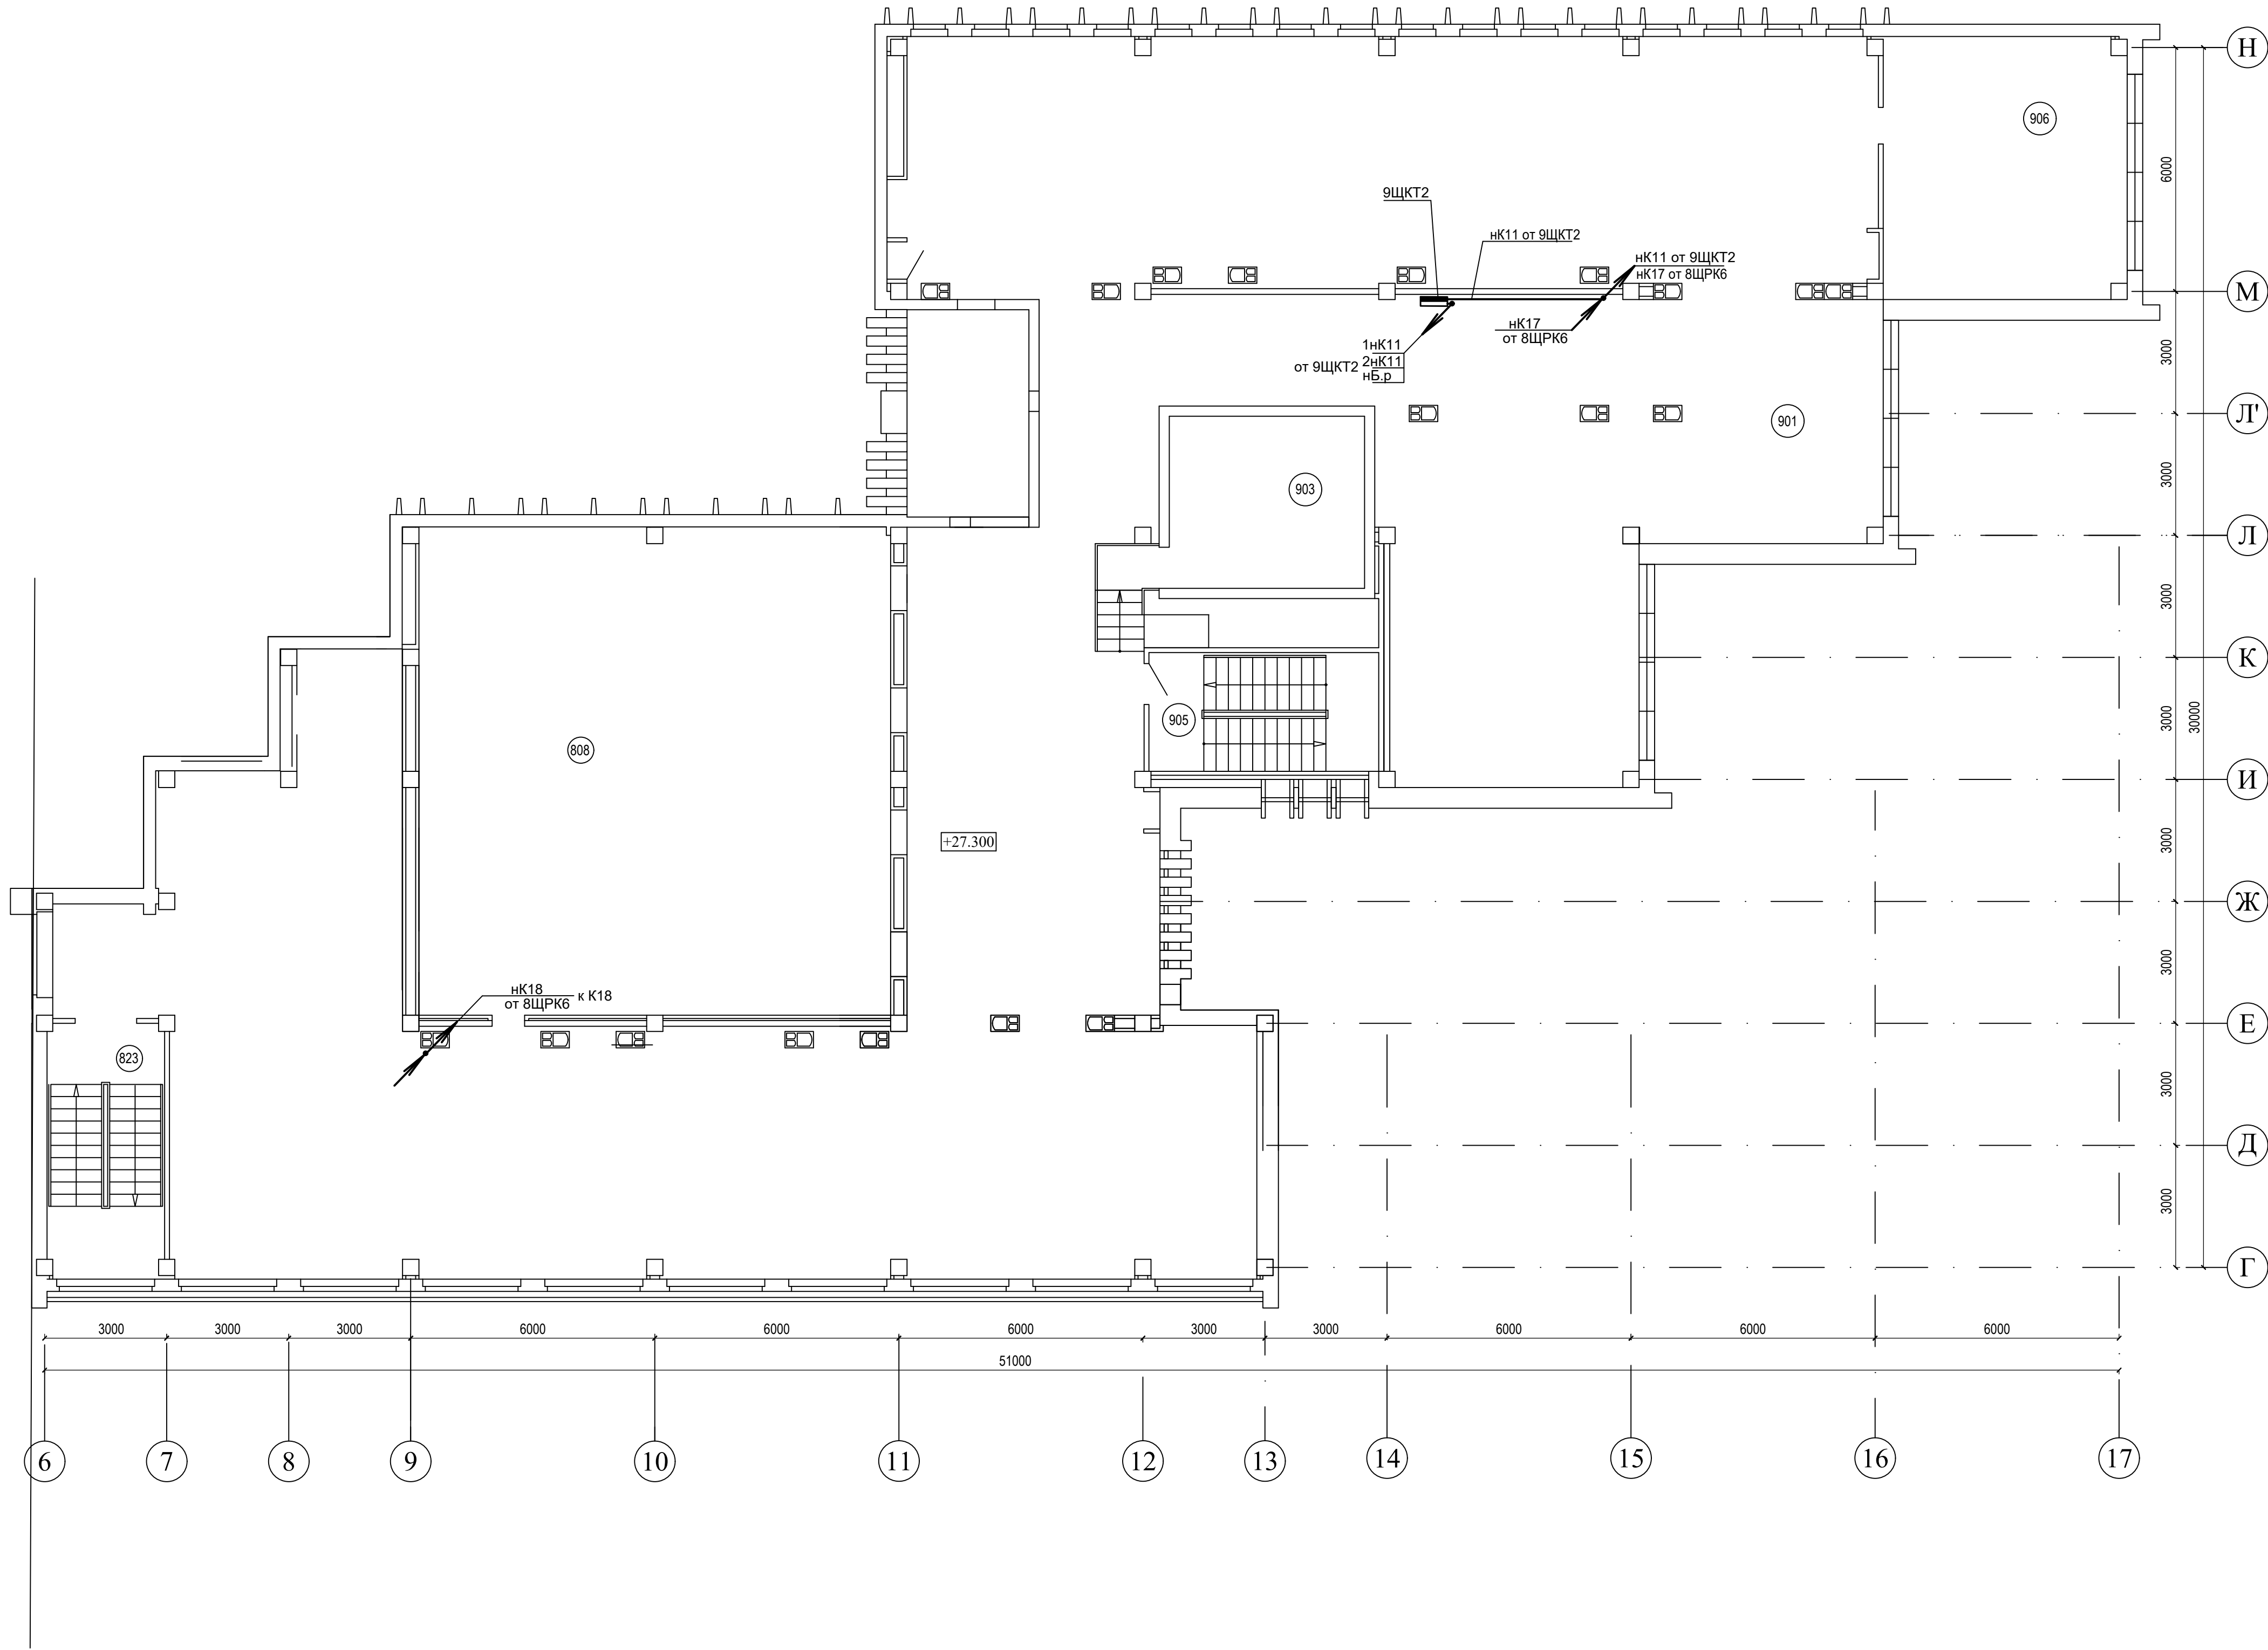 Н
906
6000
9ЩКТ2
нК11 от 9ЩКТ2
нК11 от 9ЩКТ2
нК17 от 8ЩРК6
М
нК17
от 8ЩРК6
1нК11
от 9ЩКТ2 2нК11
нБ.р
3000
Л'
901
3000
903
Л
3000
К
3000
30000
905
808
И
+27.300
3000
Ж
3000
нК18
от 8ЩРК6 к К18
Е
823
3000
Д
3000
Г
3000 3000 3000 6000 6000 6000 3000 3000 6000 6000 6000
51000
6 7 8 9 10 11 12 13 14 15 16 17